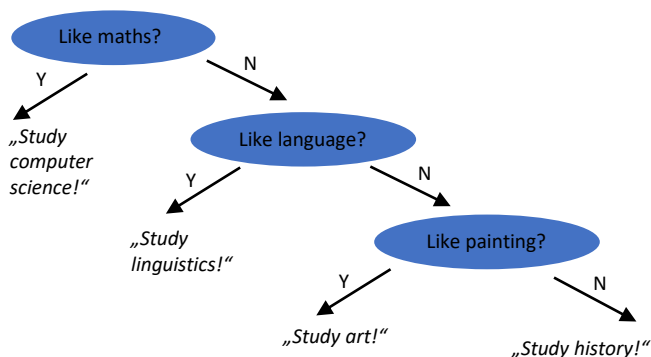 Like maths?
Y
N
„Study
computer
science!“
Like language?
Y
N
„Study
linguistics!“
Like painting?
Y
N
„Study art!“
„Study history!“